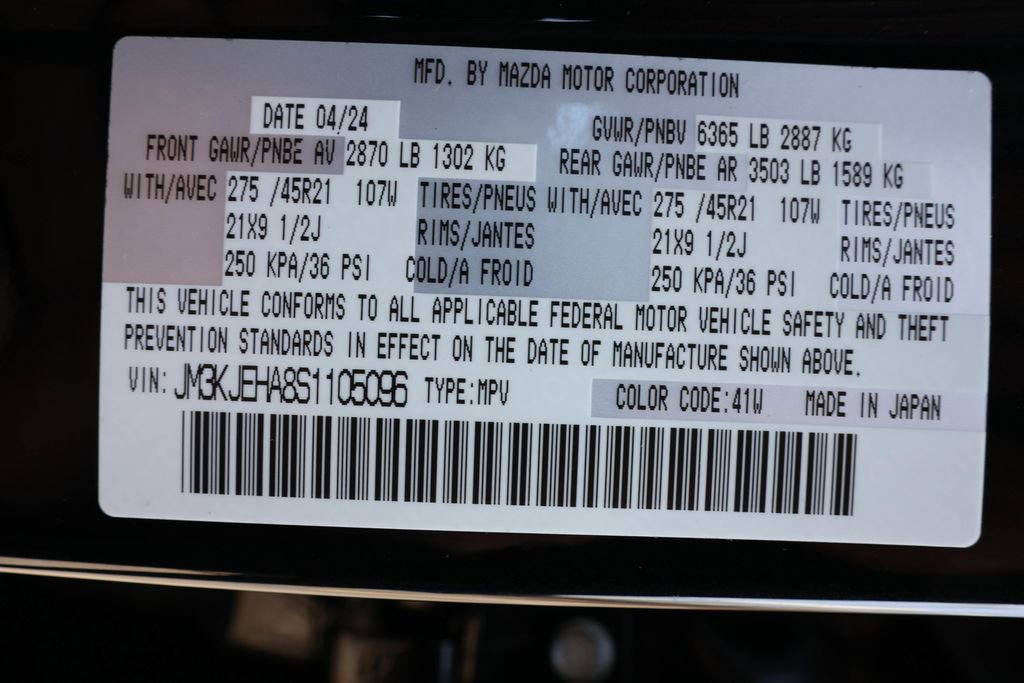 MFD. BY MAZDA MOTOR CORPORATION
DATE 04/24
GVWR/PNBV 6365 LB 2887 KG
FRONT GAWR/PNBE AV 2870 LB 1302 KG
REAR GAWR/PNBE AR 3503 LB 1589 KG
WITH/AVEC 275 /45R21 107W TIRES/PNEUS WITH/AVEC 275 /45R21 107W TIRES/PNEUS
21X9 1/2J RIMS/JANTES 21X9 1/2J RIMS/JANTES
250 KPA/36 PSI COLD/A FROID 250 KPA/36 PSI COLD/A FROID
THIS VEHICLE CONFORMS TO ALL APPLICABLE FEDERAL MOTOR VEHICLE SAFETY AND THEFT
PREVENTION STANDARDS IN EFFECT ON THE DATE OF MANUFACTURE SHOWN ABOVE.
VIN: JM3KJEHA8S1105096 TYPE:MPV COLOR CODE:41W MADE IN JAPAN